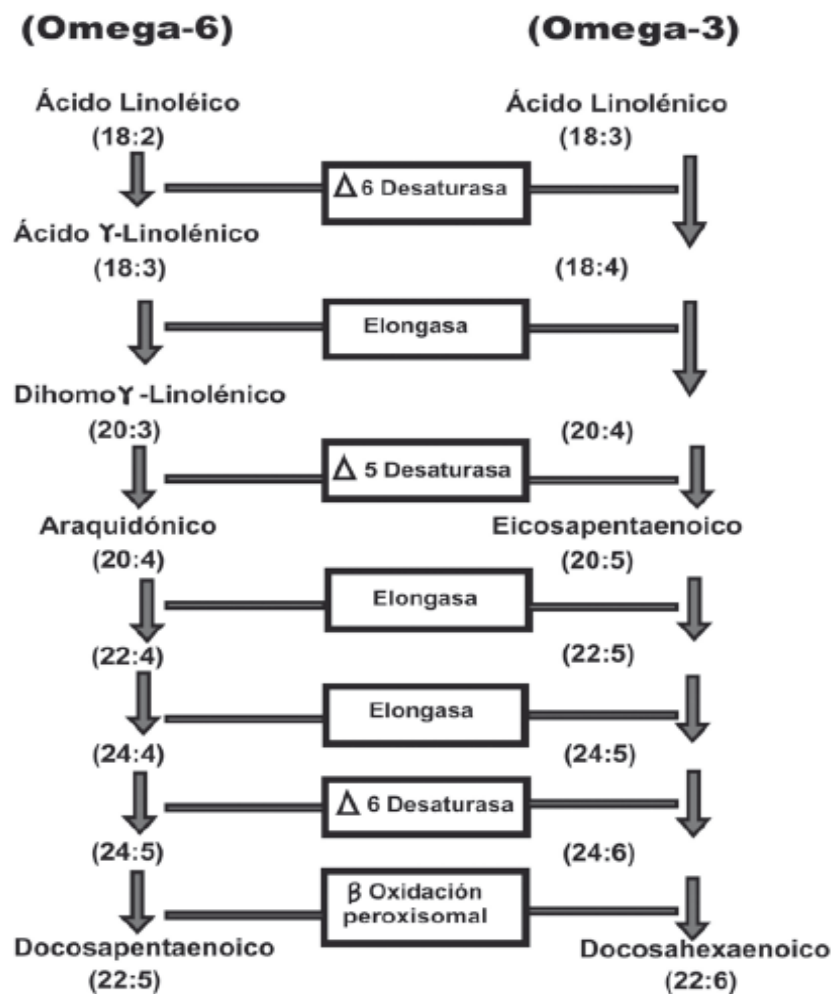 (Omega-6) (Omega-3)
Ácido Linoléico Ácido Linolénico
(18:2) (18:3)
Δ 6 Desaturasa
Ácido ϒ-Linolénico
(18:3) (18:4)
Elongasa
Dihomoϒ -Linolénico
(20:3) (20:4)
Δ 5 Desaturasa
Araquidónico Eicosapentaenoico
(20:4) (20:5)
Elongasa
(22:4) (22:5)
Elongasa
(24:4) (24:5)
Δ 6 Desaturasa
(24:5) (24:6)
β Oxidación
peroxisomal
Docosapentaenoico Docosahexaenoico
(22:5) (22:6)